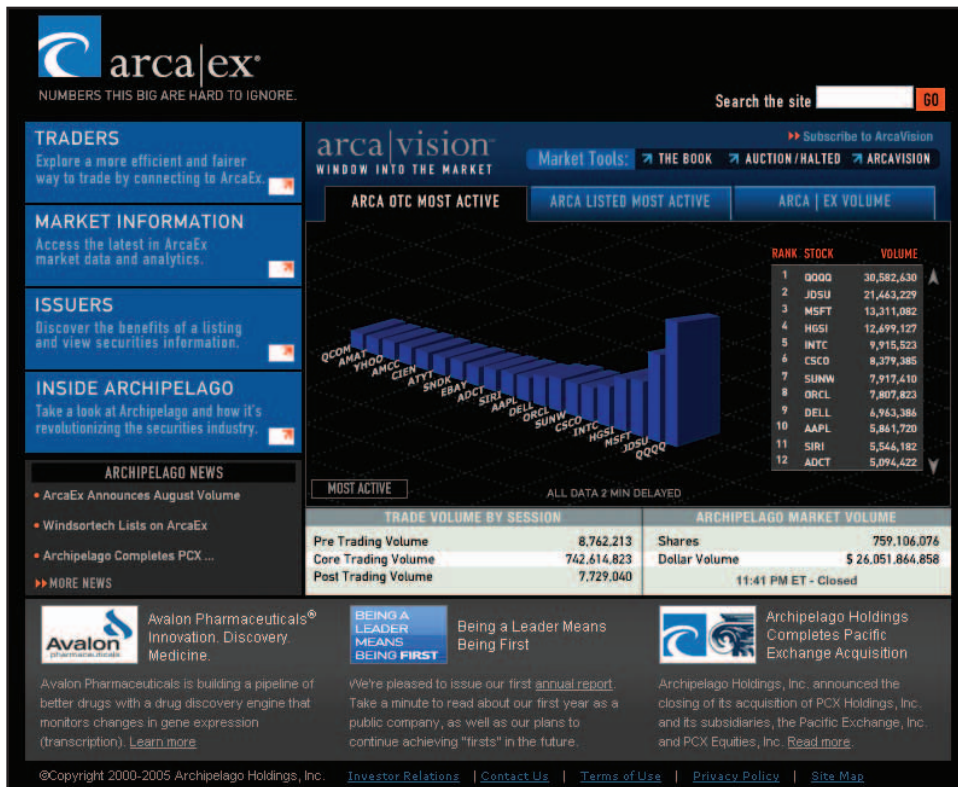 arca|ex®
NUMBERS THIS BIG ARE HARD TO IGNORE.
Search the site GO
TRADERS
Explore a more efficient and fairer
way to trade by connecting to ArcaEx.
MARKET INFORMATION
Access the latest in ArcaEx
market data and analytics.
ISSUERS
Discover the benefits of a listing
and view securities information.
INSIDE ARCHIPELAGO
Take a look at Archipelago and how it's
revolutionizing the securities industry.
ARCHIPELAGO NEWS
ArcaEx Announces August Volume
Windsortech Lists on ArcaEx
Archipelago Completes PCX ...
MORE NEWS
arca|vision™
WINDOW INTO THE MARKET
Subscribe to ArcaVision
Market Tools: THE BOOK AUCTION/HALTED ARCAVISION
ARCA OTC MOST ACTIVE ARCA LISTED MOST ACTIVE ARCA | EX VOLUME
QCOM
AMAT
YHOO
AMCC
CIEN
ATYT
SNDK
EBAY
ADCT
SIRI
AAPL
DELL
ORCL
SUNW
CSCO
INTC
HGSI
MSFT
JDSU
QQQQ
RANK STOCK VOLUME
1 QQQQ 30,582,630
2 JDSU 21,463,229
3 MSFT 13,311,082
4 HGSI 12,699,127
5 INTC 9,915,523
6 CSCO 8,379,385
7 SUNW 7,917,410
8 ORCL 7,807,823
9 DELL 6,963,386
10 AAPL 5,861,720
11 SIRI 5,546,182
12 ADCT 5,094,422
MOST ACTIVE
ALL DATA 2 MIN DELAYED
TRADE VOLUME BY SESSION
Pre Trading Volume 8,762,213
Core Trading Volume 742,614,823
Post Trading Volume 7,729,040
ARCHIPELAGO MARKET VOLUME
Shares 759,106,076
Dollar Volume $ 26,051,864,858
11:41 PM ET - Closed
Avalon
pharmaceuticals
Avalon Pharmaceuticals®
Innovation. Discovery.
Medicine.
Avalon Pharmaceuticals is building a pipeline of
better drugs with a drug discovery engine that
monitors changes in gene expression
(transcription). Learn more
BEING A
LEADER
MEANS
BEING FIRST
Being a Leader Means
Being First
We're pleased to issue our first annual report.
Take a minute to read about our first year as a
public company, as well as our plans to
continue achieving "firsts" in the future.
Archipelago Holdings
Completes Pacific
Exchange Acquisition
Archipelago Holdings, Inc. announced the
closing of its acquisition of PCX Holdings, Inc.
and its subsidiaries, the Pacific Exchange, Inc.
and PCX Equities, Inc. Read more.
©Copyright 2000-2005 Archipelago Holdings, Inc. Investor Relations | Contact Us | Terms of Use | Privacy Policy | Site Map